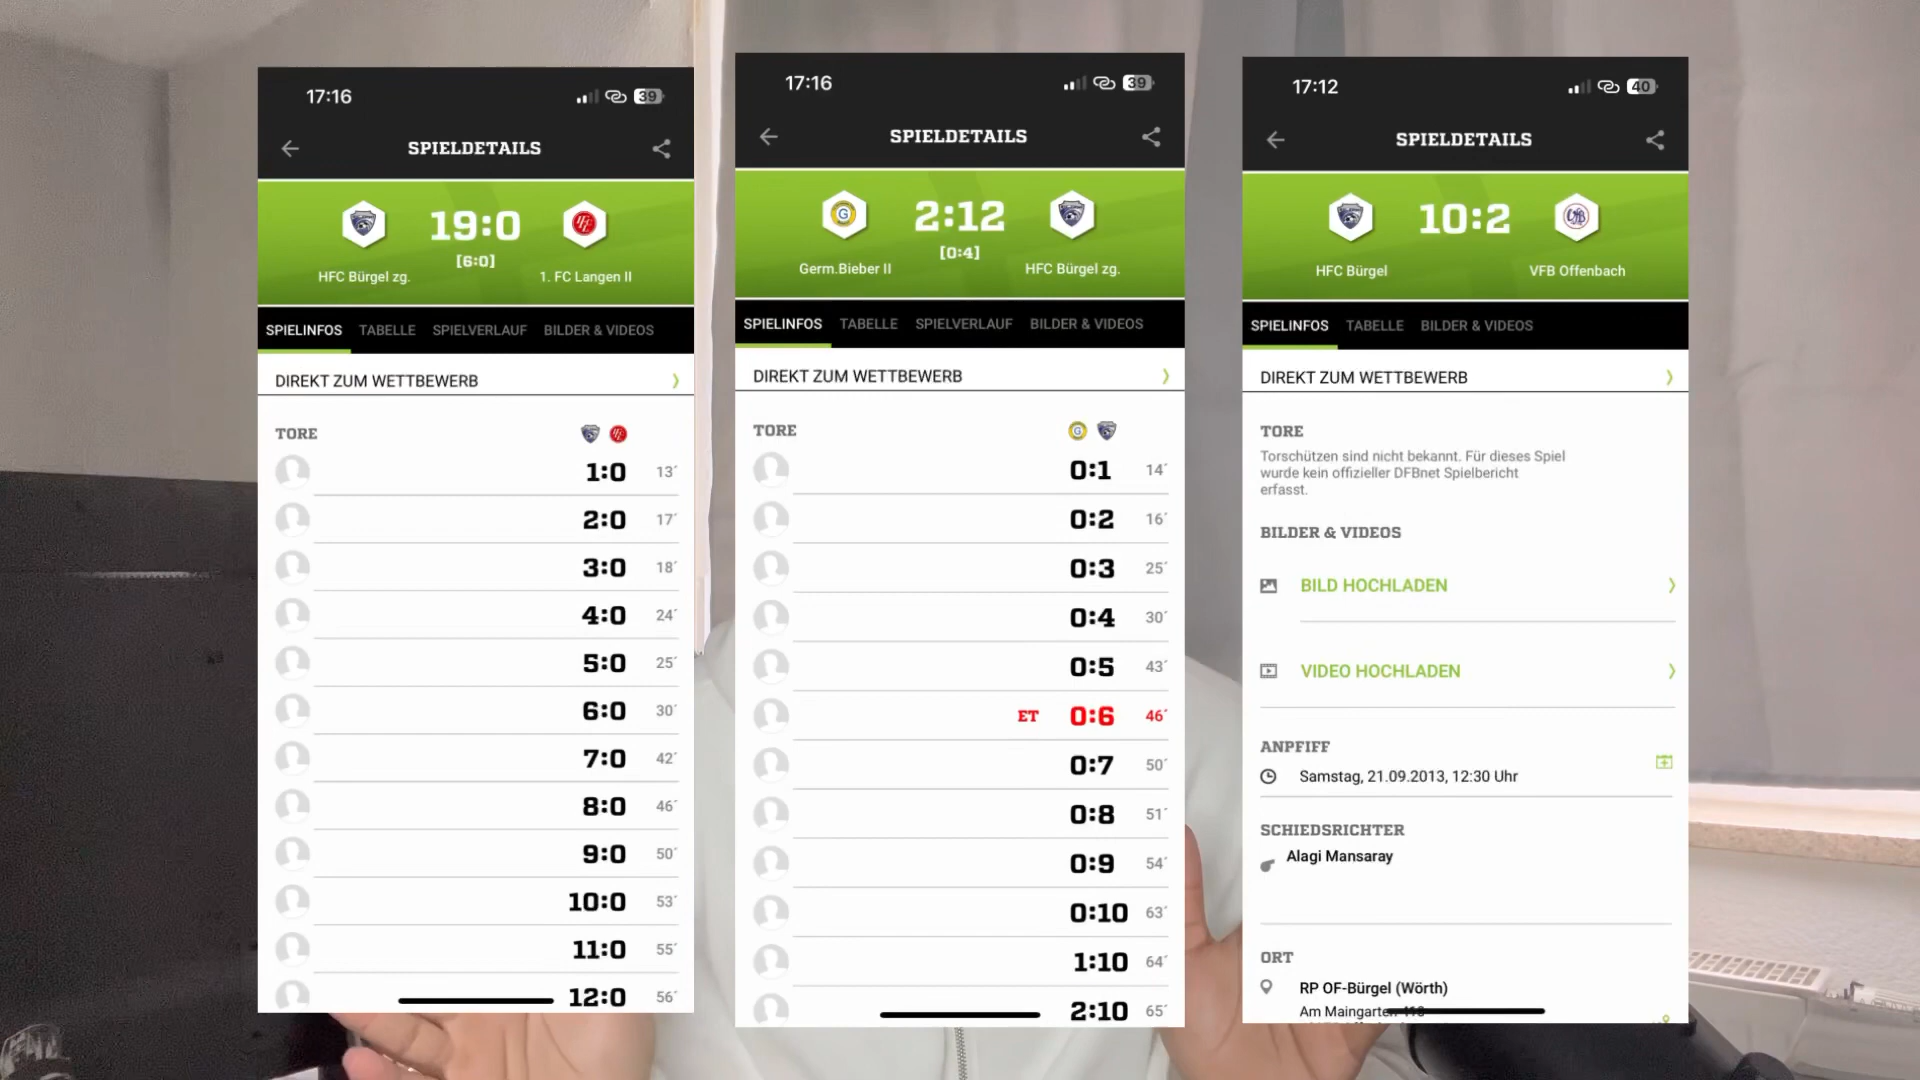 17:16
39
SPIELDETAILS
19:0
[6:0]
HFC Bürgel zg.
1. FC Langen II
SPIELINFOS TABELLE SPIELVERLAUF BILDER & VIDEOS
DIREKT ZUM WETTBEWERB
TORE
1:0 13´
2:0 17´
3:0 18´
4:0 24´
5:0 25´
6:0 30´
7:0 42´
8:0 46´
9:0 50´
10:0 53´
11:0 55´
12:0 56´
17:16
39
SPIELDETAILS
G
2:12
[0:4]
Germ.Bieber II
HFC Bürgel zg.
SPIELINFOS TABELLE SPIELVERLAUF BILDER & VIDEOS
DIREKT ZUM WETTBEWERB
TORE
0:1 14´
0:2 16´
0:3 25´
0:4 30´
0:5 43´
ET 0:6 46´
0:7 50´
0:8 51´
0:9 54´
0:10 63´
1:10 64´
2:10 65´
17:12
40
SPIELDETAILS
10:2
VfB
HFC Bürgel
VFB Offenbach
SPIELINFOS TABELLE BILDER & VIDEOS
DIREKT ZUM WETTBEWERB
TORE
Torschützen sind nicht bekannt. Für dieses Spiel
wurde kein offizieller DFBnet Spielbericht
erfasst.
BILDER & VIDEOS
BILD HOCHLADEN
VIDEO HOCHLADEN
ANPFIFF
Samstag, 21.09.2013, 12:30 Uhr
SCHIEDSRICHTER
Alagi Mansaray
ORT
RP OF-Bürgel (Wörth)
Am Maingarten